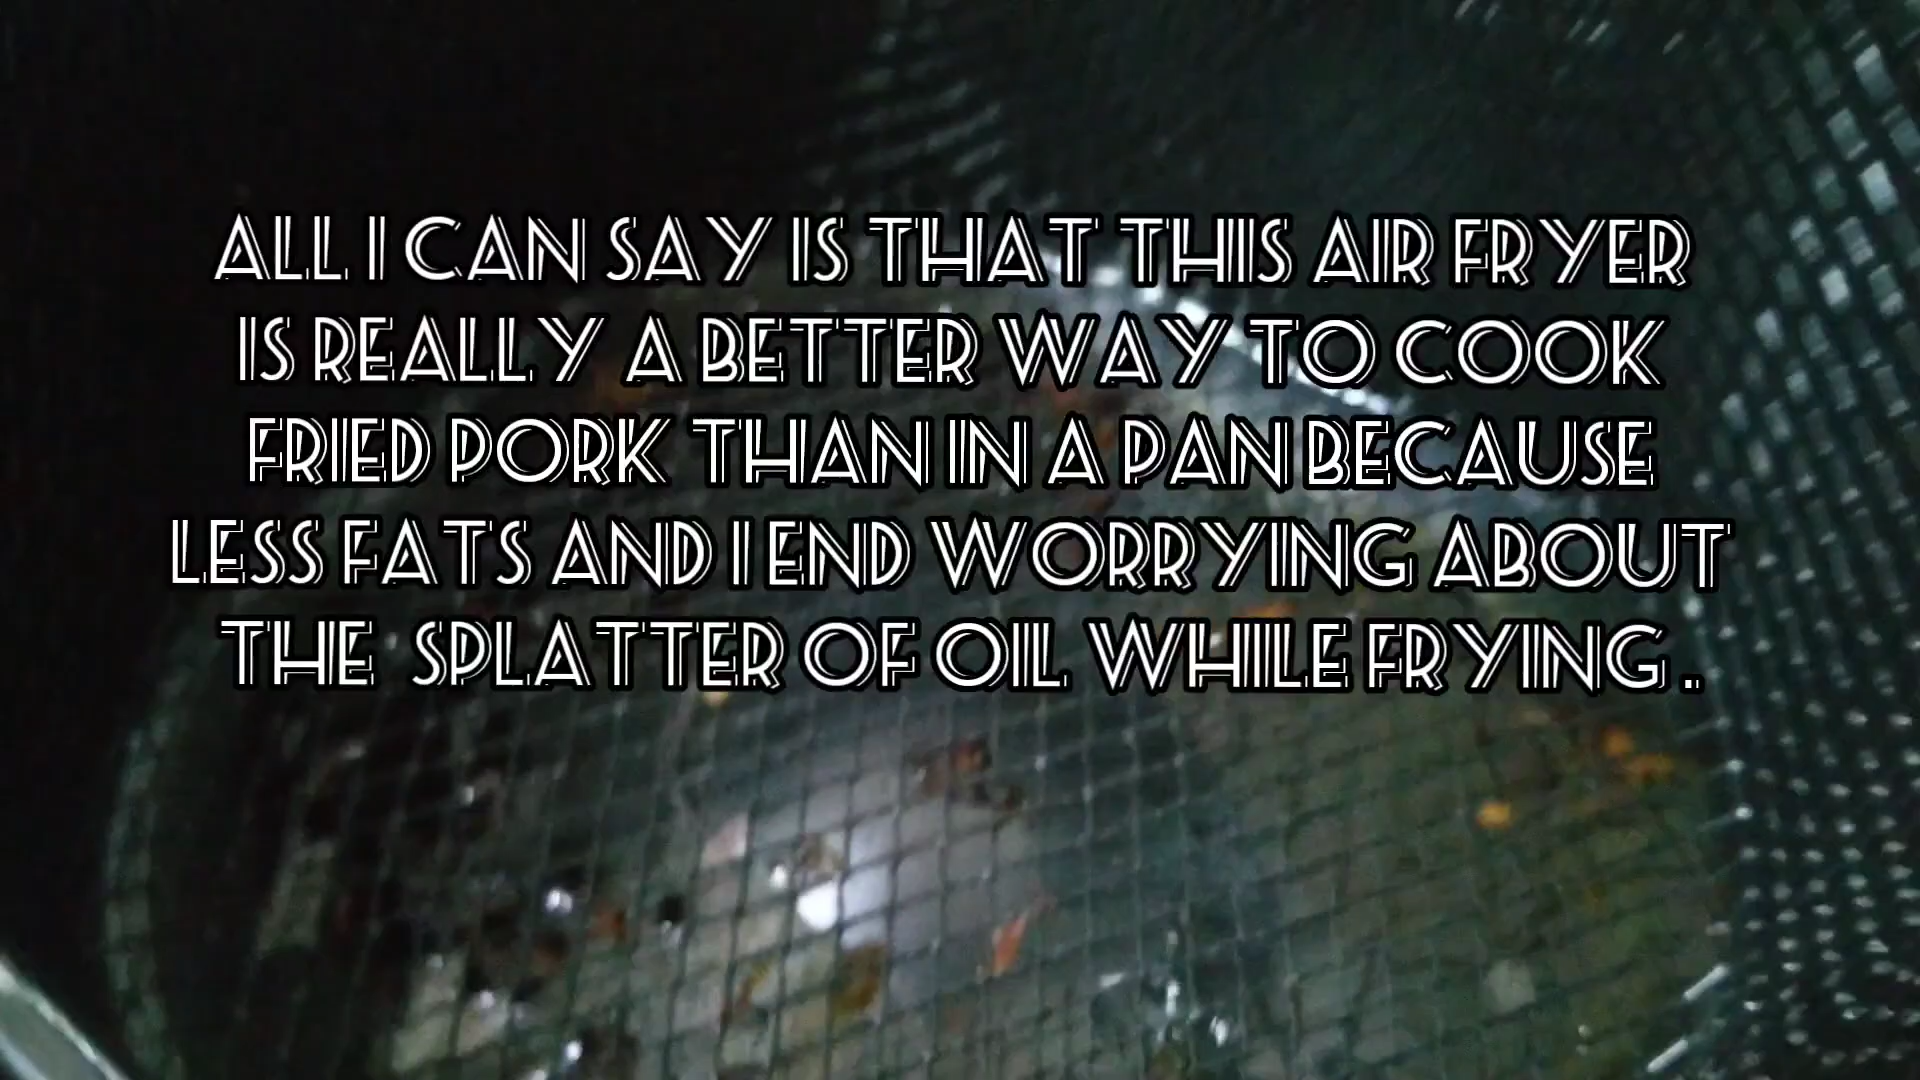 ALL I CAN SAY IS THAT THIS AIR FRYER
IS REALLY A BETTER WAY TO COOK
FRIED PORK THAN IN A PAN BECAUSE
LESS FATS AND I END WORRYING ABOUT
THE SPLATTER OF OIL WHILE FRYING .